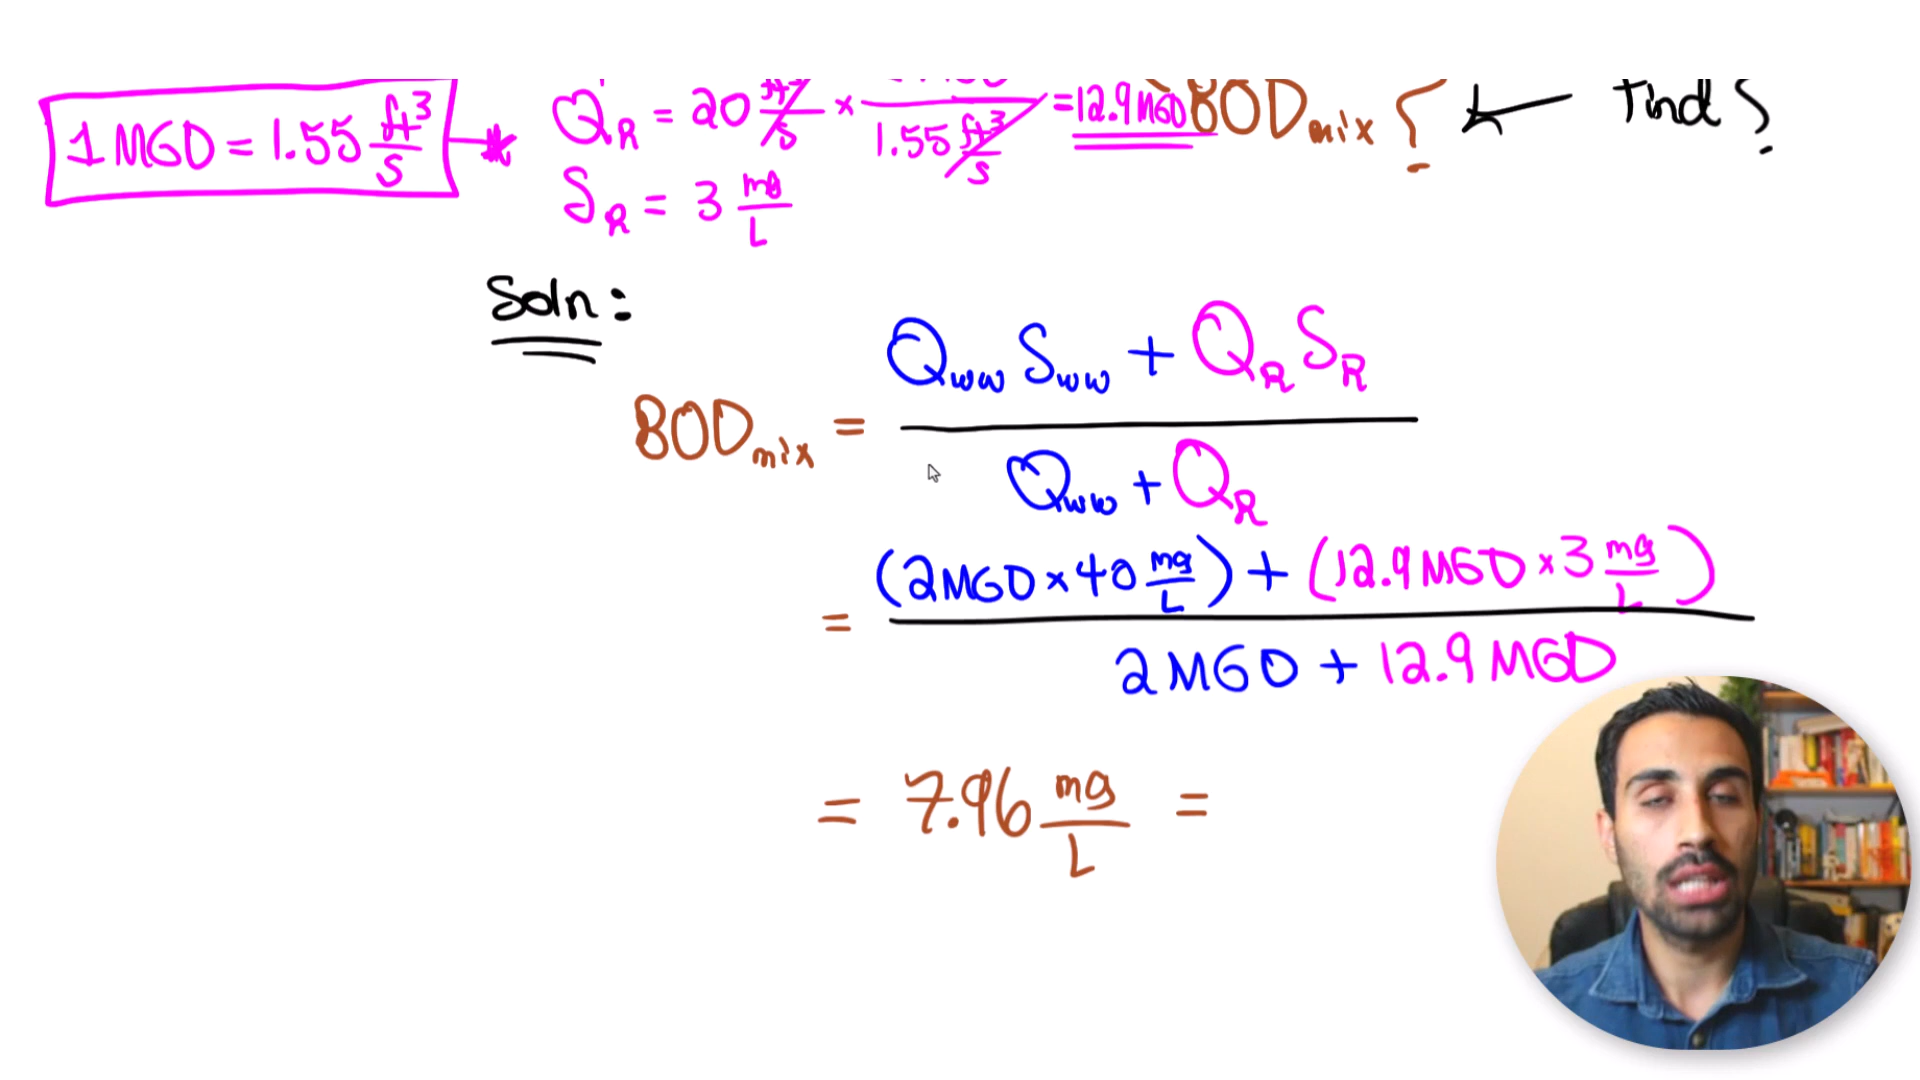 1 MGD = 1.55 ft³/s
Q_R = 20 ft³/s × /1.55 ft³/s = 12.9 MGD
BOD_mix ? ← Find?
S_R = 3 mg/L
Soln:
BOD_mix = (Q_ww S_ww + Q_R S_R) / (Q_ww + Q_R)
= ((2 MGD × 40 mg/L) + (12.9 MGD × 3 mg/L)) / (2 MGD + 12.9 MGD)
= 7.96 mg/L =